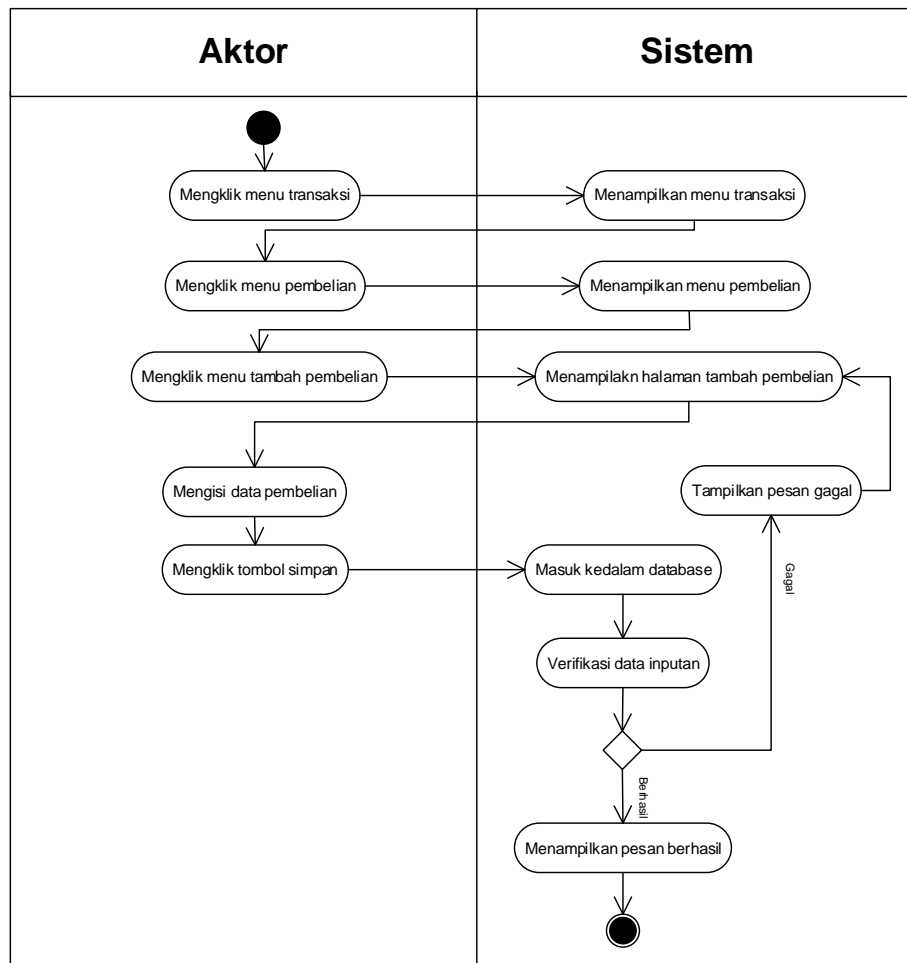 Aktor
Sistem
Mengklik menu transaksi
Menampilkan menu transaksi
Mengklik menu pembelian
Menampilkan menu pembelian
Mengklik menu tambah pembelian
Menampilakn halaman tambah pembelian
Mengisi data pembelian
Tampilkan pesan gagal
Mengklik tombol simpan
Masuk kedalam database
Gagal
Verifikasi data inputan
Berhasil
Menampilkan pesan berhasil